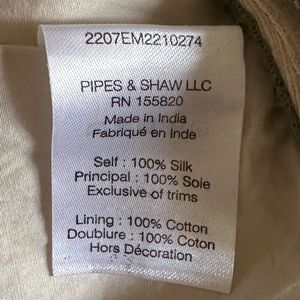 2207EM2210274
PIPES & SHAW LLC
RN 155820
Made in India
Fabriqué en Inde
Self : 100% Silk
Principal : 100% Soie
Exclusive of trims
Lining : 100% Cotton
Doublure : 100% Coton
Hors Décoration